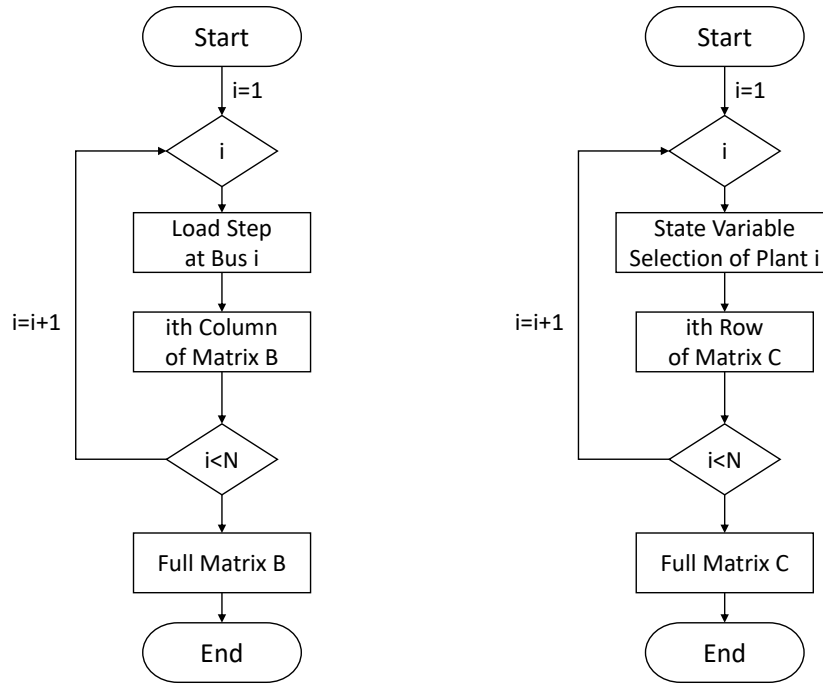 Start
i=1
i
Load Step
at Bus i
i=i+1
ith Column
of Matrix B
i<N
Full Matrix B
End
Start
i=1
i
State Variable
Selection of Plant i
i=i+1
ith Row
of Matrix C
i<N
Full Matrix C
End